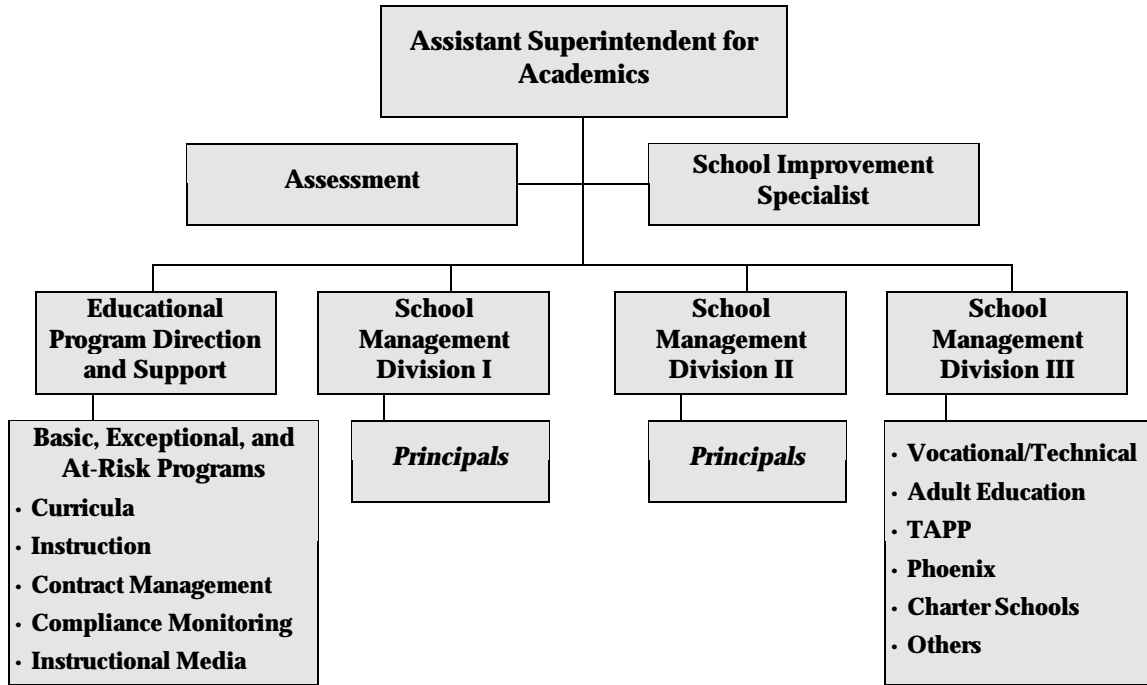 Assistant Superintendent for
Academics
Assessment
School Improvement
Specialist
Educational
Program Direction
and Support
School
Management
Division I
School
Management
Division II
School
Management
Division III
Basic, Exceptional, and
At-Risk Programs
· Curricula
· Instruction
· Contract Management
· Compliance Monitoring
· Instructional Media
Principals
Principals
· Vocational/Technical
· Adult Education
· TAPP
· Phoenix
· Charter Schools
· Others